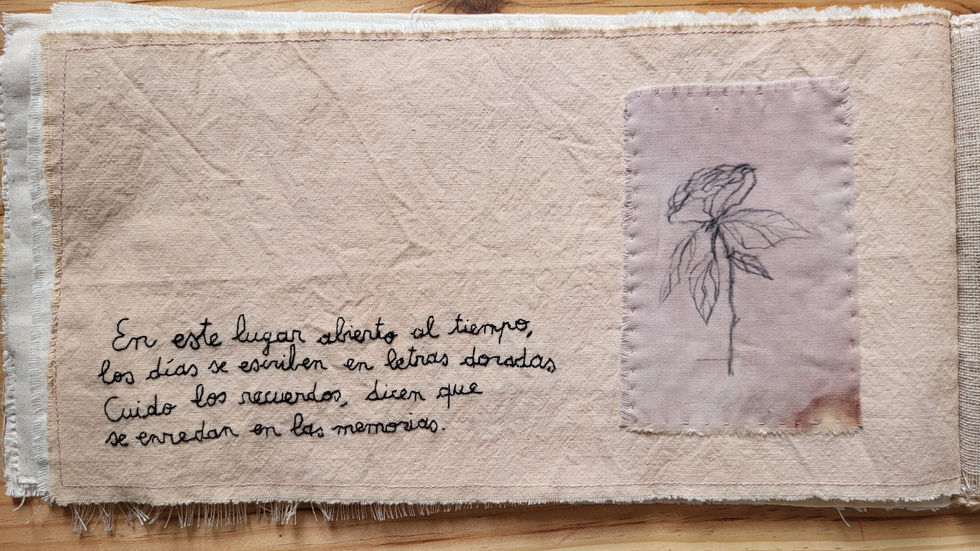 En este lugar abierto al tiempo,
los días se escriben en letras doradas
Cuido los recuerdos, dicen que
se enredan en las memorias.